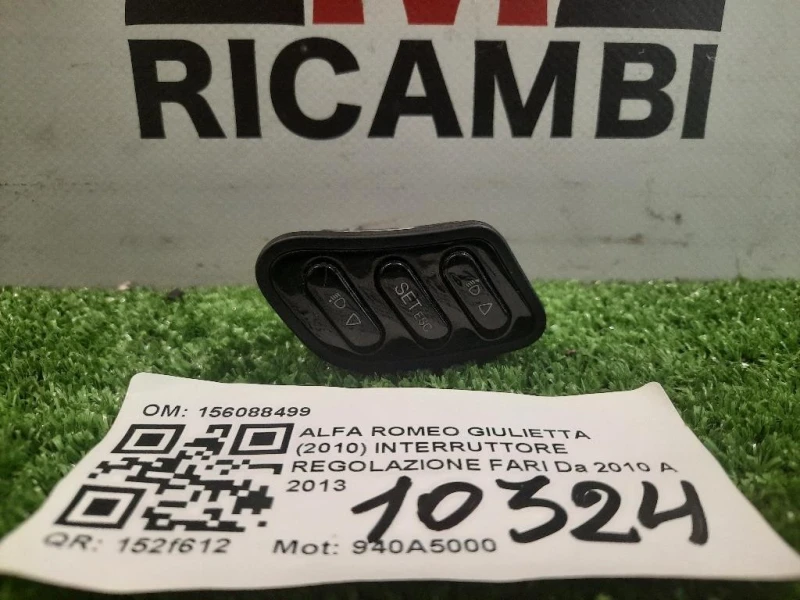 RICAMBI
SET ESC
OM: 156088499
ALFA ROMEO GIULIETTA
(2010) INTERRUTTORE
REGOLAZIONE FARI Da 2010 A
2013
10324
QR: 152f612 Mot: 940A5000